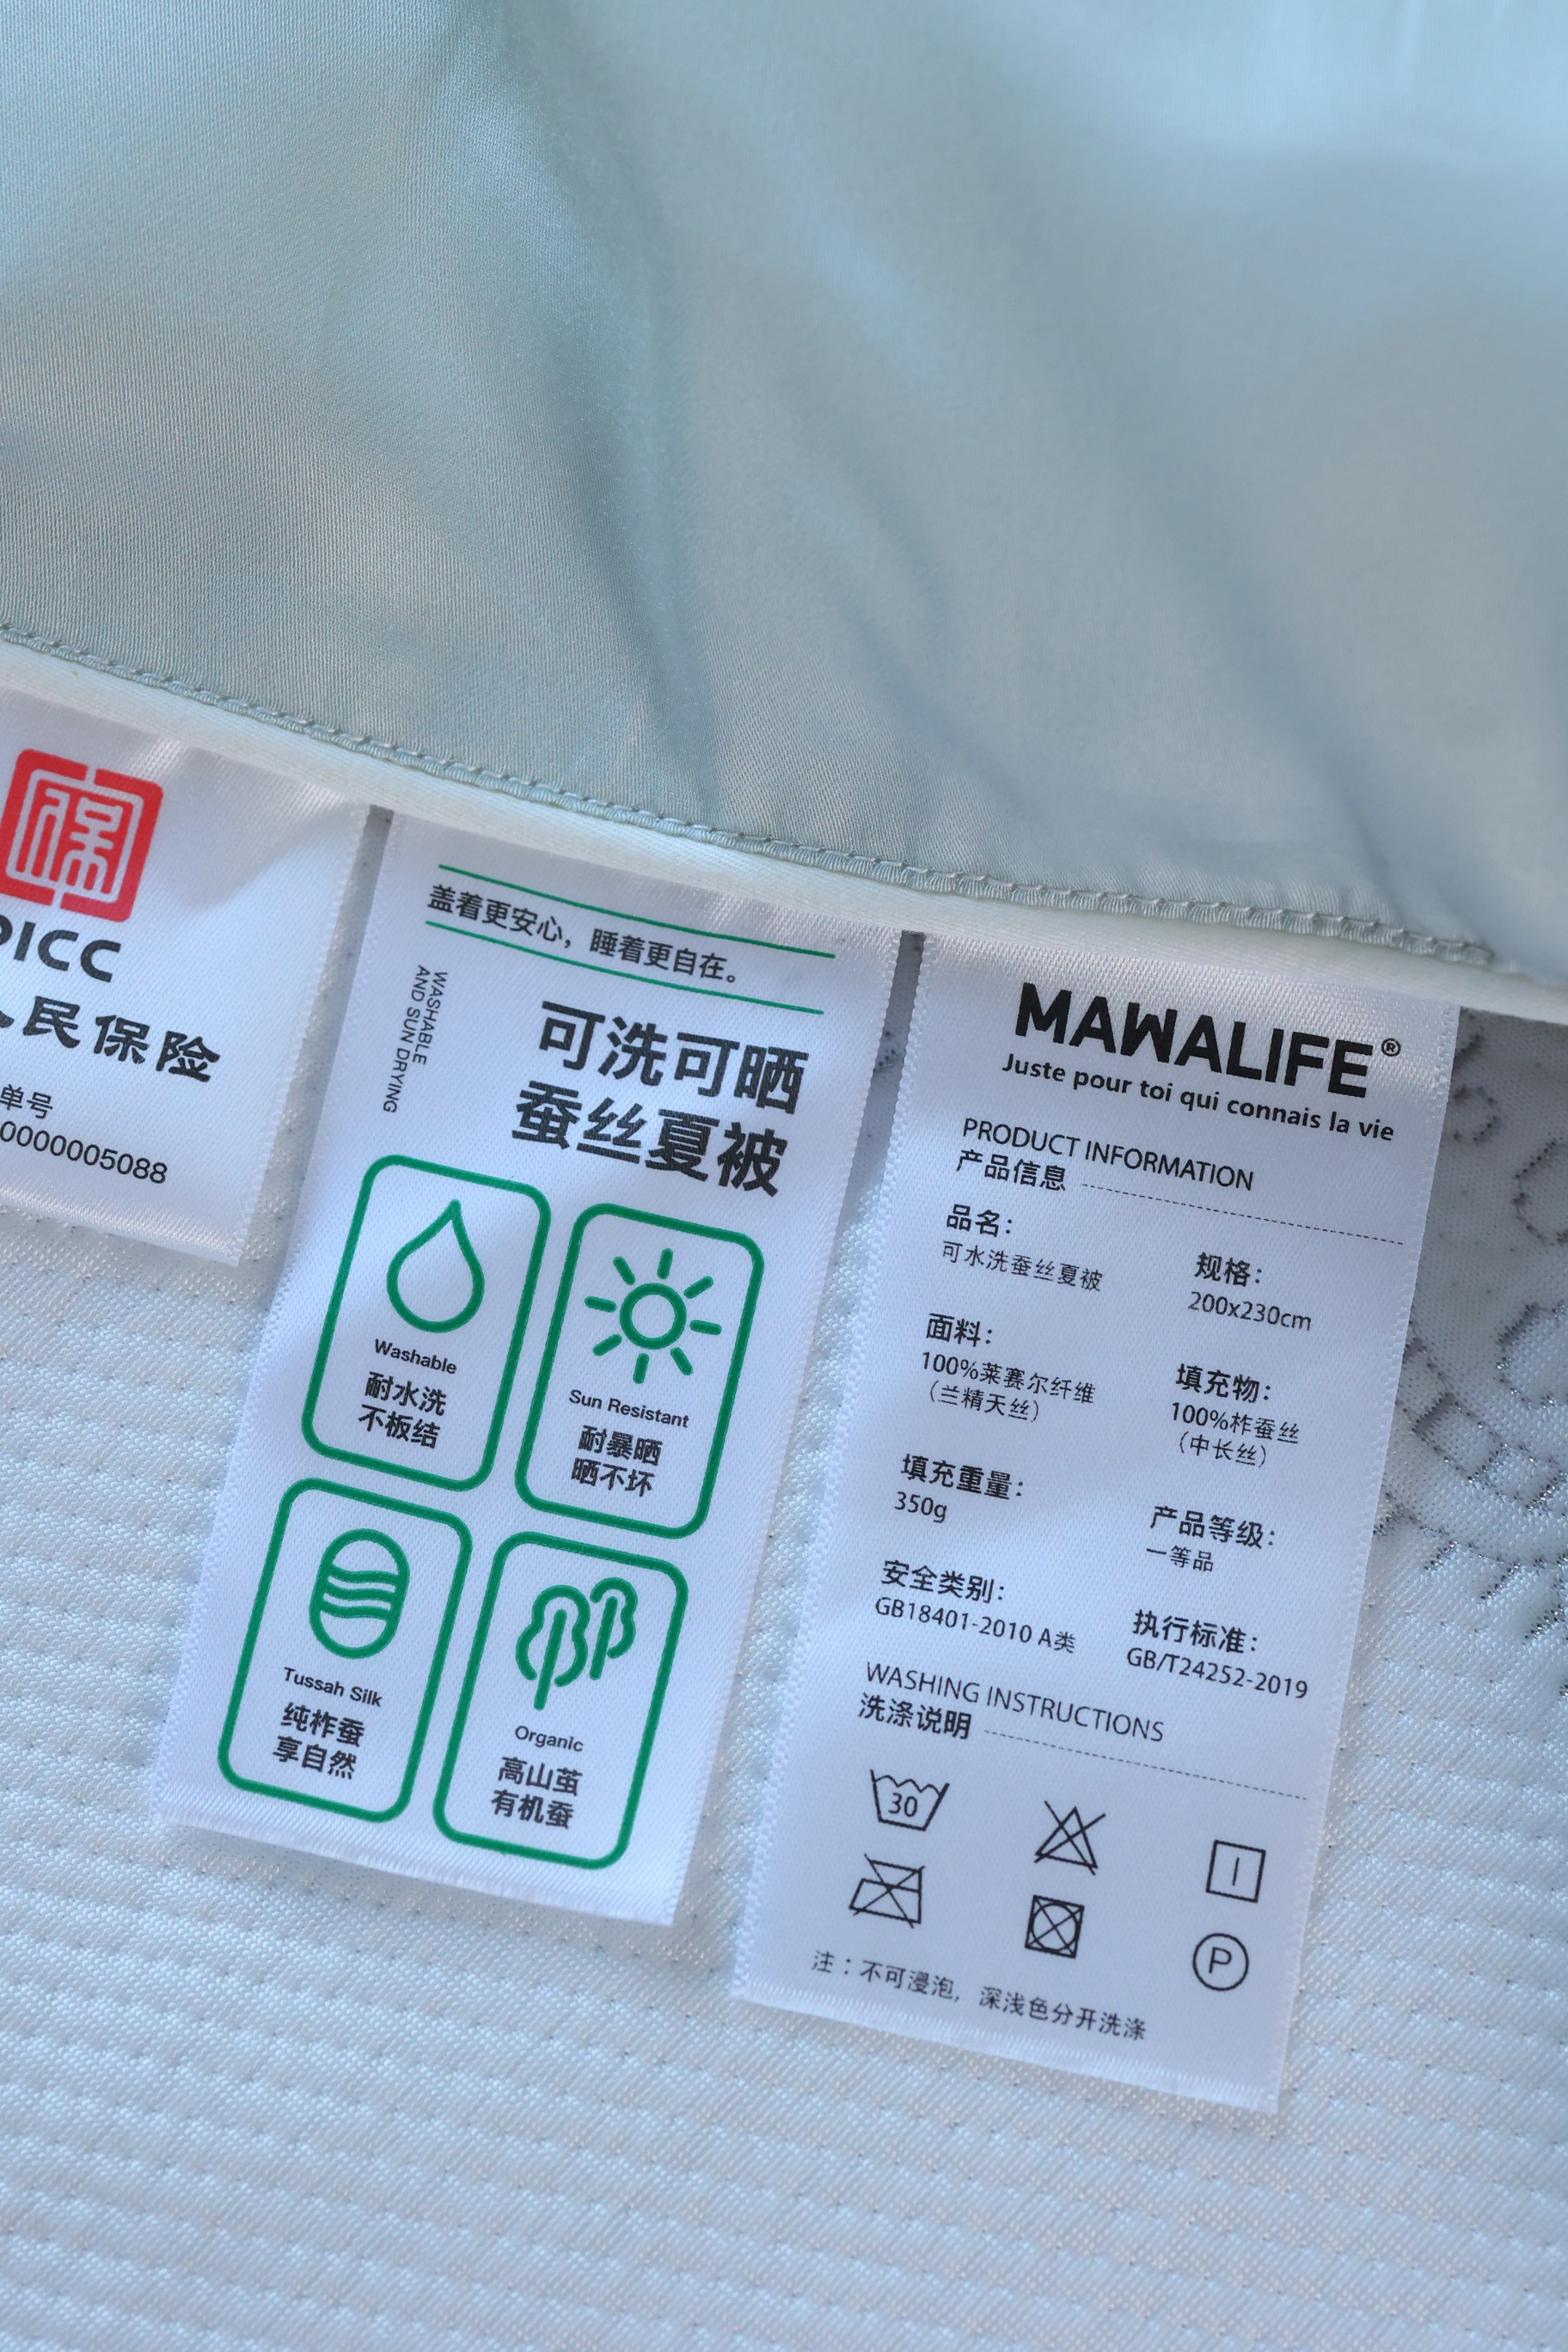 PICC
人民保险
单号
0000005088
盖着更安心，睡着更自在。
WASHABLE
AND SUN DRYING
可洗可晒
蚕丝夏被
Washable
耐水洗
不板结
Sun Resistant
耐暴晒
晒不坏
Tussah Silk
纯柞蚕
享自然
Organic
高山茧
有机蚕
MAWALIFE®
Juste pour toi qui connais la vie
PRODUCT INFORMATION
产品信息
品名：
可水洗蚕丝夏被
规格：
200x230cm
面料：
100%莱赛尔纤维
（兰精天丝）
填充物：
100%柞蚕丝
（中长丝）
填充重量：
350g
产品等级：
一等品
安全类别：
GB18401-2010 A类
执行标准：
GB/T24252-2019
WASHING INSTRUCTIONS
洗涤说明
30
P
注：不可浸泡，深浅色分开洗涤